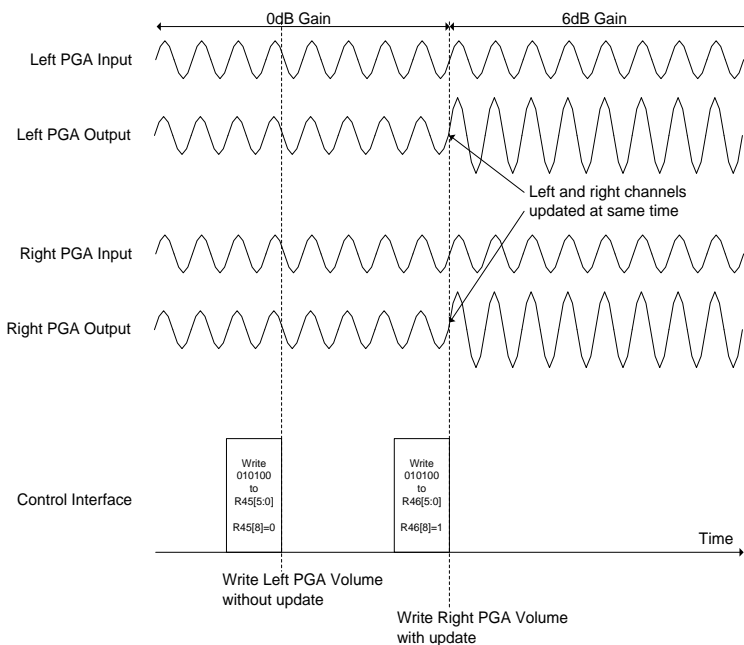 0dB Gain
6dB Gain
Left PGA Input
Left PGA Output
Left and right channels
updated at same time
Right PGA Input
Right PGA Output
Write
010100
to
R45[5:0]
R45[8]=0
Write
010100
to
R46[5:0]
R46[8]=1
Control Interface
Time
Write Left PGA Volume
without update
Write Right PGA Volume
with update